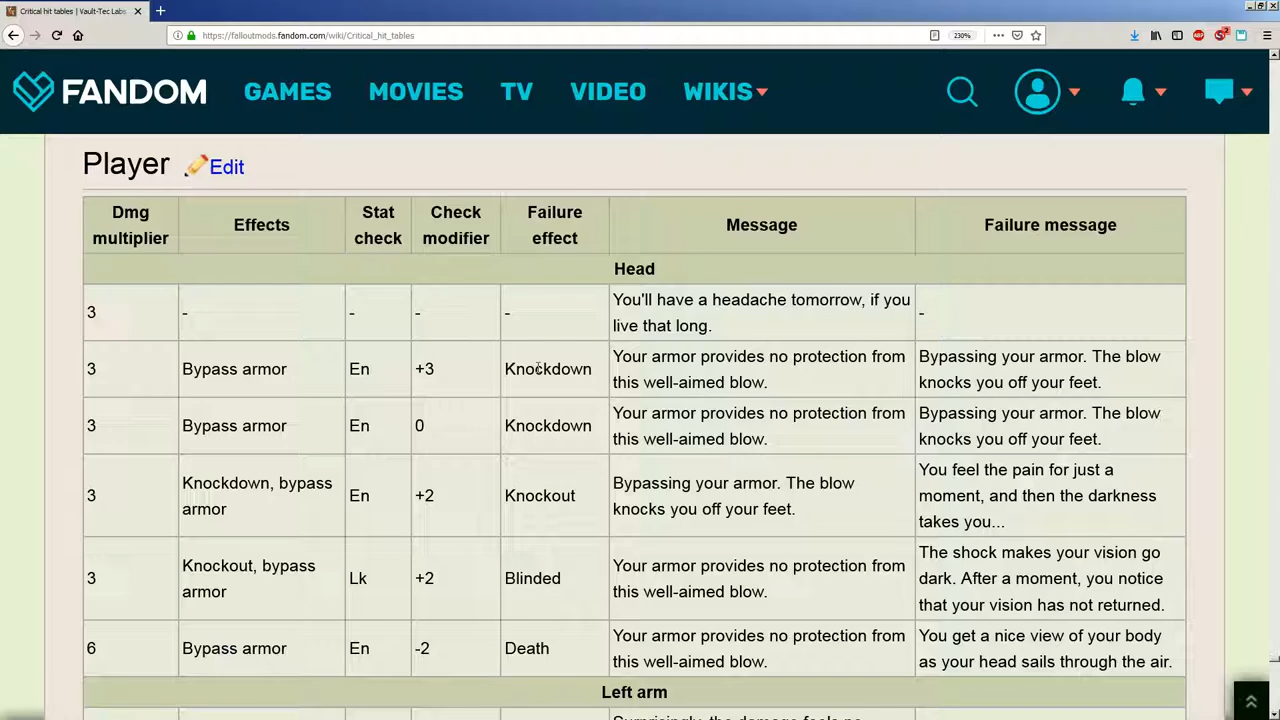 Critical hit tables | Vault-Tec Labs
https://falloutmods.fandom.com/wiki/Critical_hit_tables
230%
ABP
2
FANDOM
GAMES
MOVIES
TV
VIDEO
WIKIS
Player
Edit
Dmg multiplier
Effects
Stat check
Check modifier
Failure effect
Message
Failure message
Head
3
-
-
-
-
You'll have a headache tomorrow, if you
live that long.
-
3
Bypass armor
En
+3
Knockdown
Your armor provides no protection from
this well-aimed blow.
Bypassing your armor. The blow
knocks you off your feet.
3
Bypass armor
En
0
Knockdown
Your armor provides no protection from
this well-aimed blow.
Bypassing your armor. The blow
knocks you off your feet.
3
Knockdown, bypass
armor
En
+2
Knockout
Bypassing your armor. The blow
knocks you off your feet.
You feel the pain for just a
moment, and then the darkness
takes you...
3
Knockout, bypass
armor
Lk
+2
Blinded
Your armor provides no protection from
this well-aimed blow.
The shock makes your vision go
dark. After a moment, you notice
that your vision has not returned.
6
Bypass armor
En
-2
Death
Your armor provides no protection from
this well-aimed blow.
You get a nice view of your body
as your head sails through the air.
Left arm
Surprisingly, the damage feels no